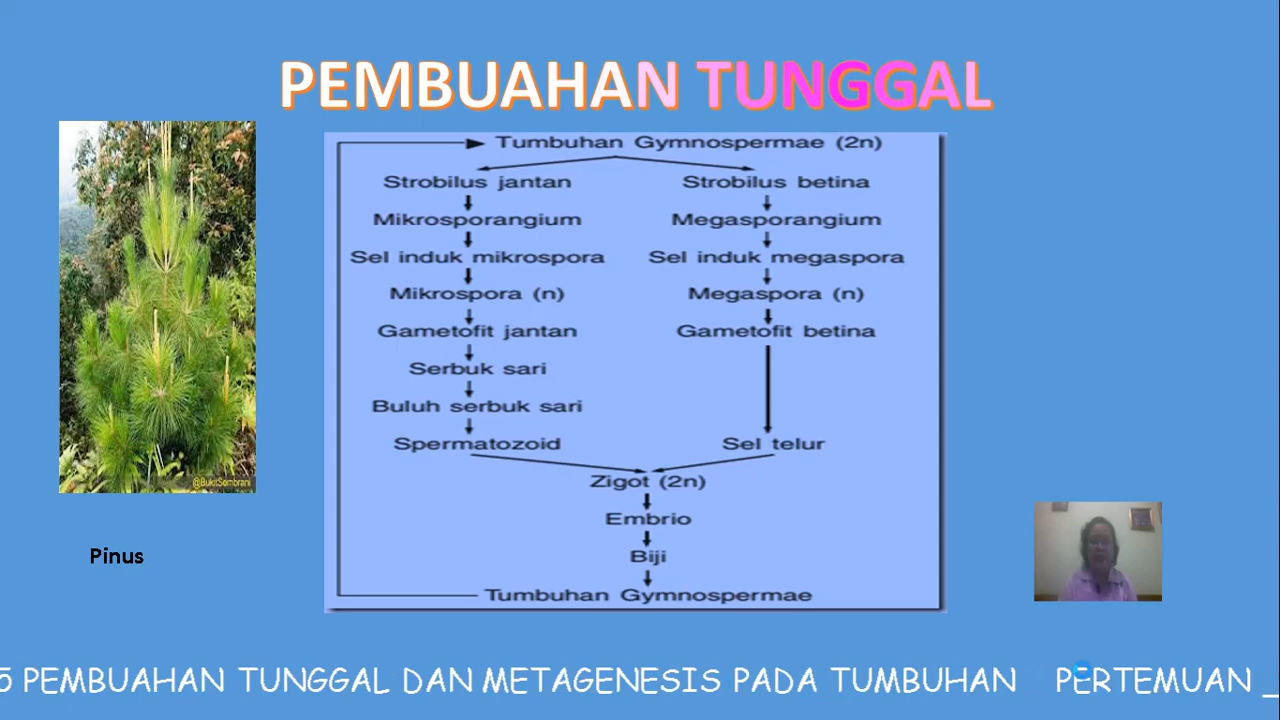 PEMBUAHAN TUNGGAL
Tumbuhan Gymnospermae (2n)
Strobilus jantan
Strobilus betina
Mikrosporangium
Megasporangium
Sel induk mikrospora
Sel induk megaspora
Mikrospora (n)
Megaspora (n)
Gametofit jantan
Gametofit betina
Serbuk sari
Buluh serbuk sari
Spermatozoid
Sel telur
Zigot (2n)
Embrio
Biji
Tumbuhan Gymnospermae
@BukitSembrani
Pinus
5 PEMBUAHAN TUNGGAL DAN METAGENESIS PADA TUMBUHAN PERTEMUAN _